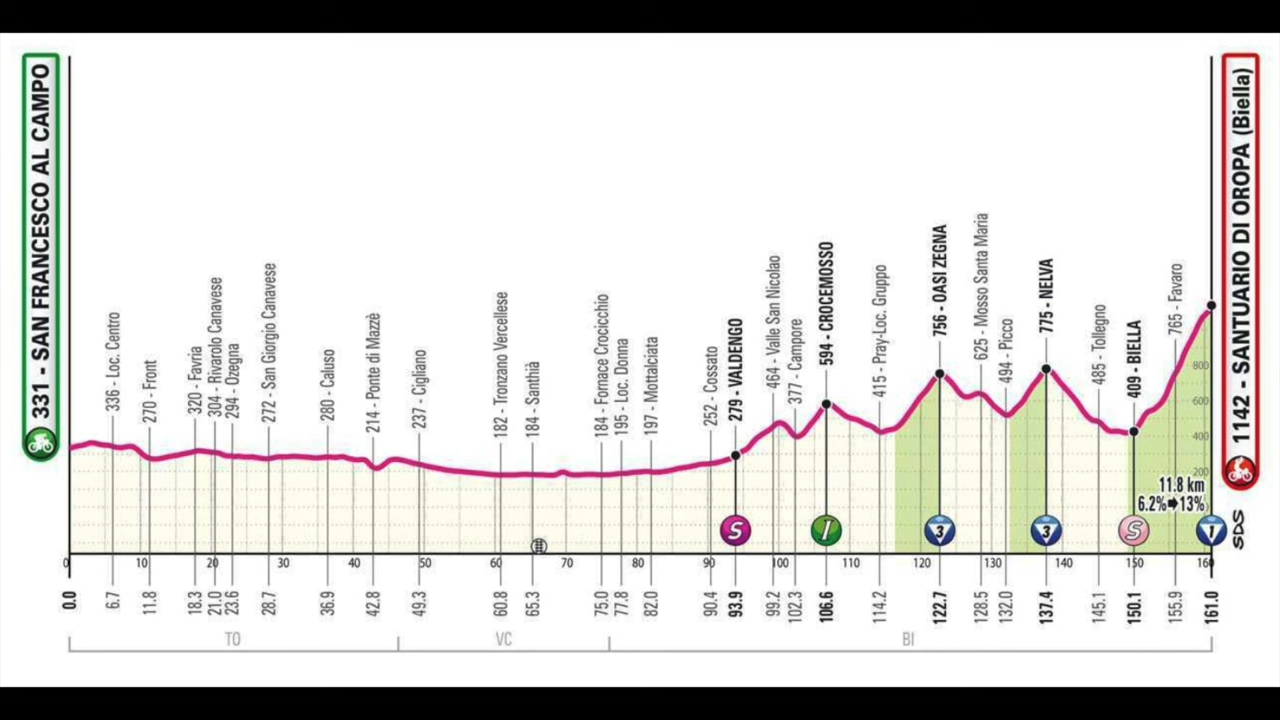 331 - SAN FRANCESCO AL CAMPO
336 - Loc. Centro
270 - Front
320 - Favria
304 - Rivarolo Canavese
294 - Ozegna
272 - San Giorgio Canavese
280 - Caluso
214 - Ponte di Mazzè
237 - Cigliano
182 - Tronzano Vercellese
184 - Santhià
184 - Fornace Crocicchio
195 - Loc. Donna
197 - Mottalciata
252 - Cossato
279 - VALDENGO
464 - Valle San Nicolao
377 - Campore
594 - CROCEMOSSO
415 - Pray-Loc. Gruppo
756 - OASI ZEGNA
625 - Mosso Santa Maria
494 - Picco
775 - NELVA
485 - Tollegno
409 - BIELLA
765 - Favaro
1142 - SANTUARIO DI OROPA (Biella)
800
600
400
200
11.8 km
6.2% 13%
S
I
3
3
S
1
SDS
0 10 20 30 40 50 60 70 80 90 100 110 120 130 140 150 160
0.0 6.7 11.8 18.3 21.0 23.6 28.7 36.9 42.8 49.3 60.8 65.3 75.0 77.8 82.0 90.4 93.9 99.2 102.3 106.6 114.2 122.7 128.5 132.0 137.4 145.1 150.1 155.9 161.0
TO VC BI